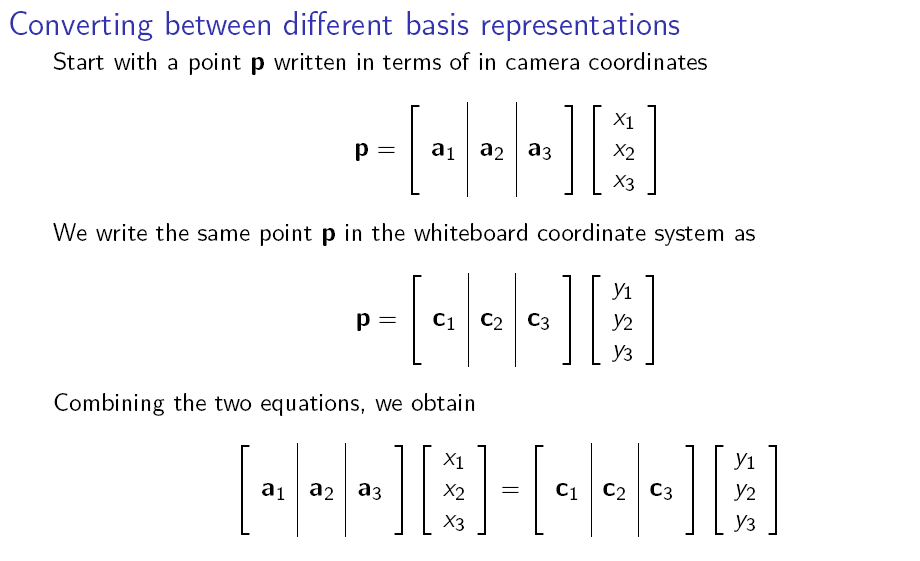 Converting between different basis representations
Start with a point p written in terms of in camera coordinates
p = [ a1 | a2 | a3 ] [ x1 x2 x3 ]
We write the same point p in the whiteboard coordinate system as
p = [ c1 | c2 | c3 ] [ y1 y2 y3 ]
Combining the two equations, we obtain
[ a1 | a2 | a3 ] [ x1 x2 x3 ] = [ c1 | c2 | c3 ] [ y1 y2 y3 ]